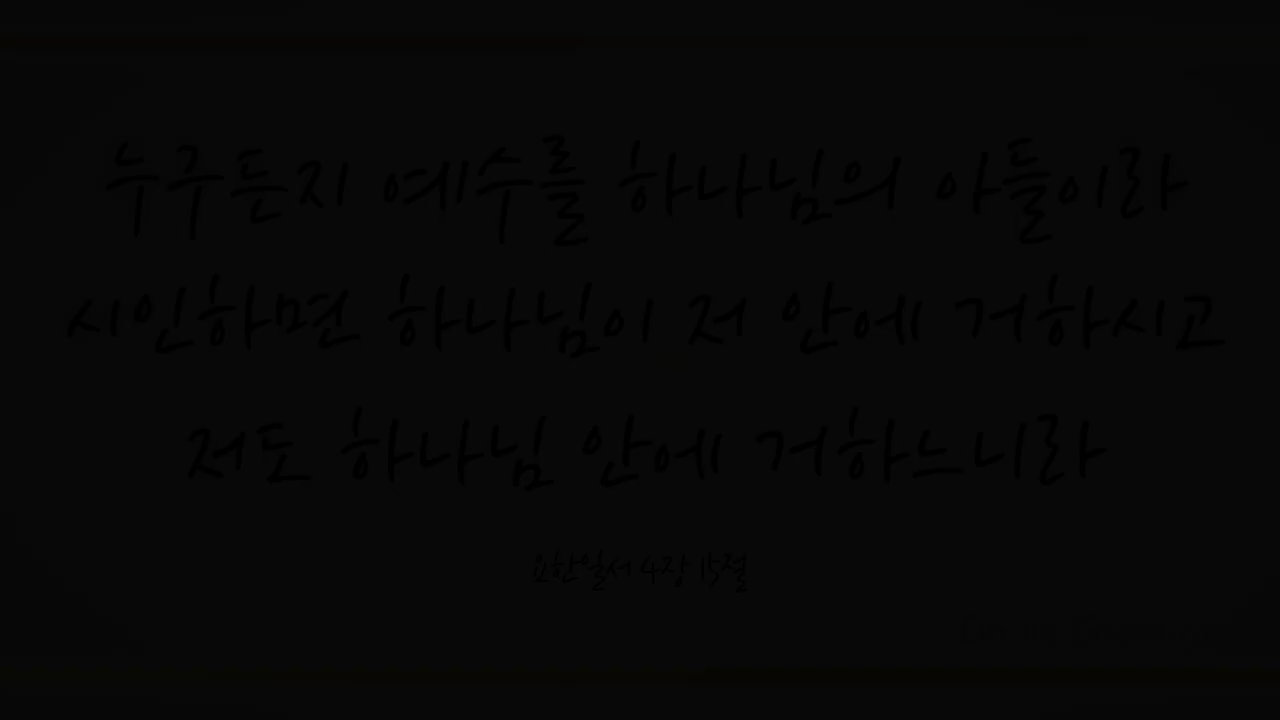 누구든지 예수를 하나님의 아들이라
시인하면 하나님이 저 안에 거하시고
저도 하나님 안에 거하느니라
요한일서 4장 15절